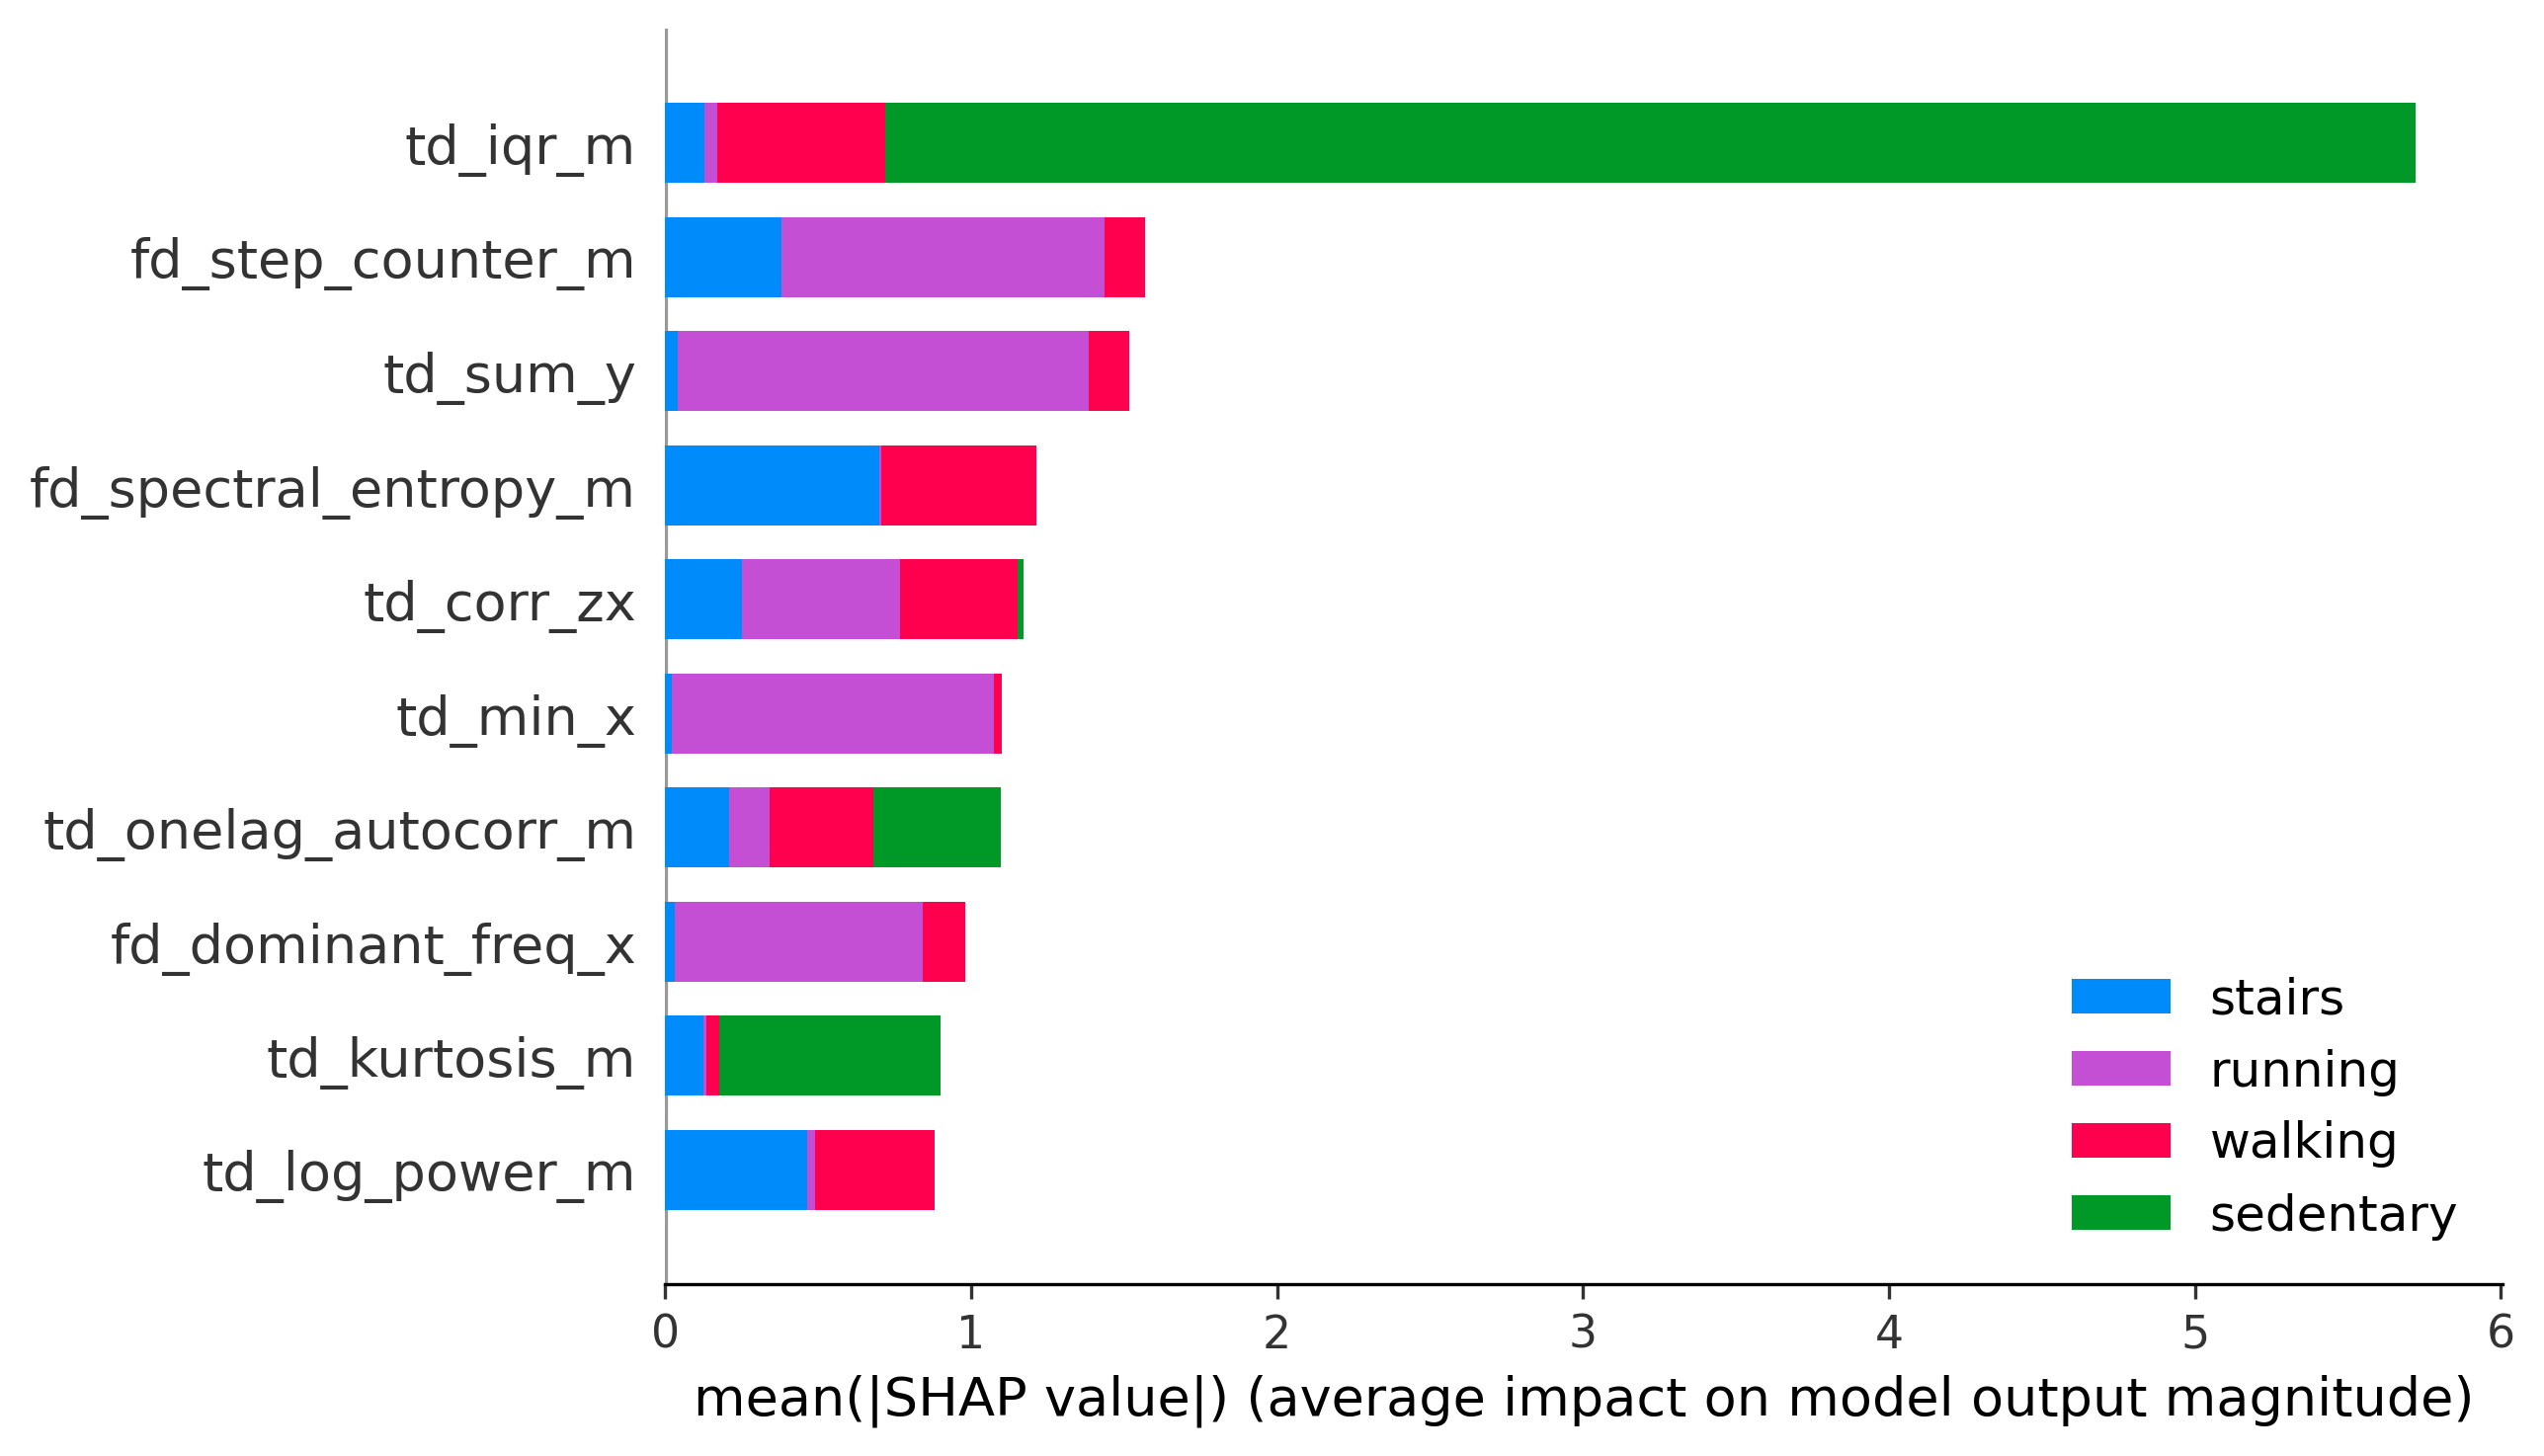 td_iqr_m
fd_step_counter_m
td_sum_y
fd_spectral_entropy_m
td_corr_zx
td_min_x
td_onelag_autocorr_m
fd_dominant_freq_x
td_kurtosis_m
td_log_power_m
stairs
running
walking
sedentary
0 1 2 3 4 5 6
mean(|SHAP value|) (average impact on model output magnitude)